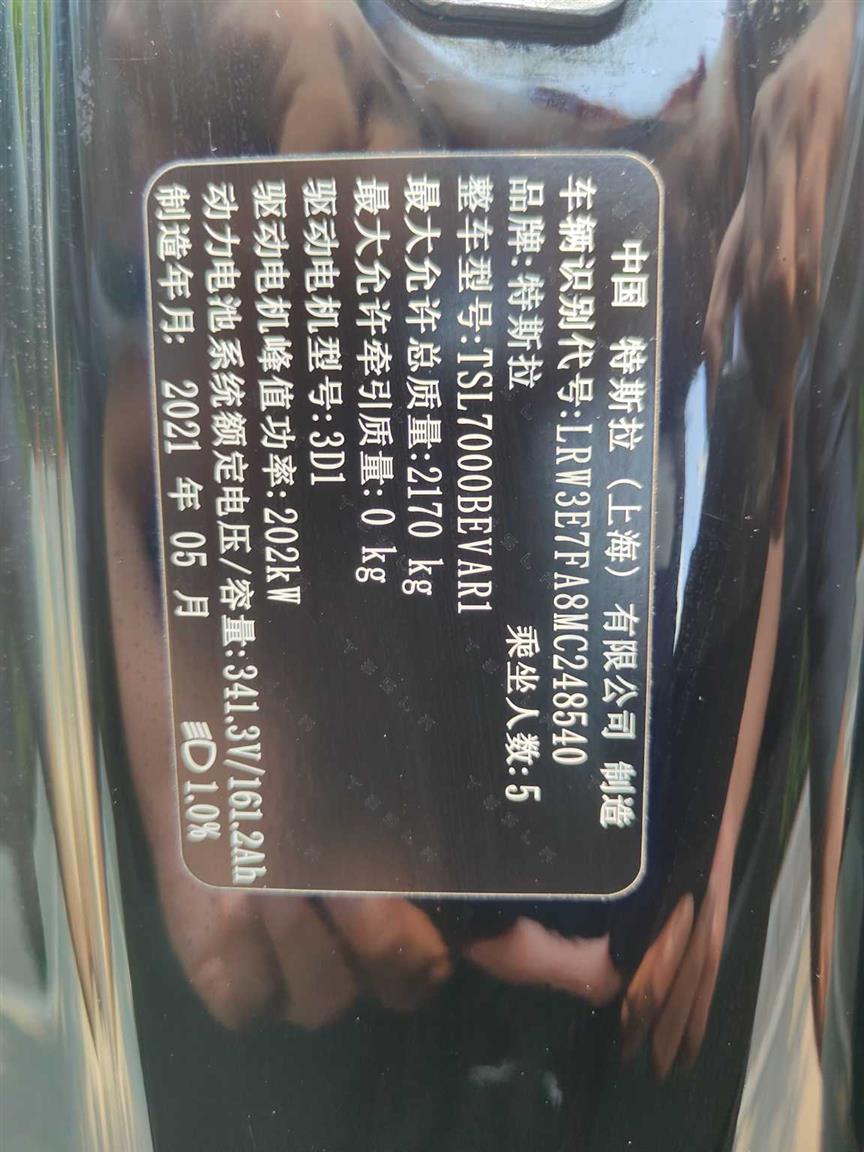 中国 特斯拉（上海）有限公司 制造
车辆识别代号:LRW3E7FA8MC248540
品牌:特斯拉 乘坐人数:5
整车型号:TSL7000BEVAR1
最大允许总质量:2170 kg
最大允许牵引质量:0 kg
驱动电机型号:3D1
驱动电机峰值功率:202kW
动力电池系统额定电压/容量:341.3V/161.2Ah
制造年月: 2021 年 05 月 1.0%